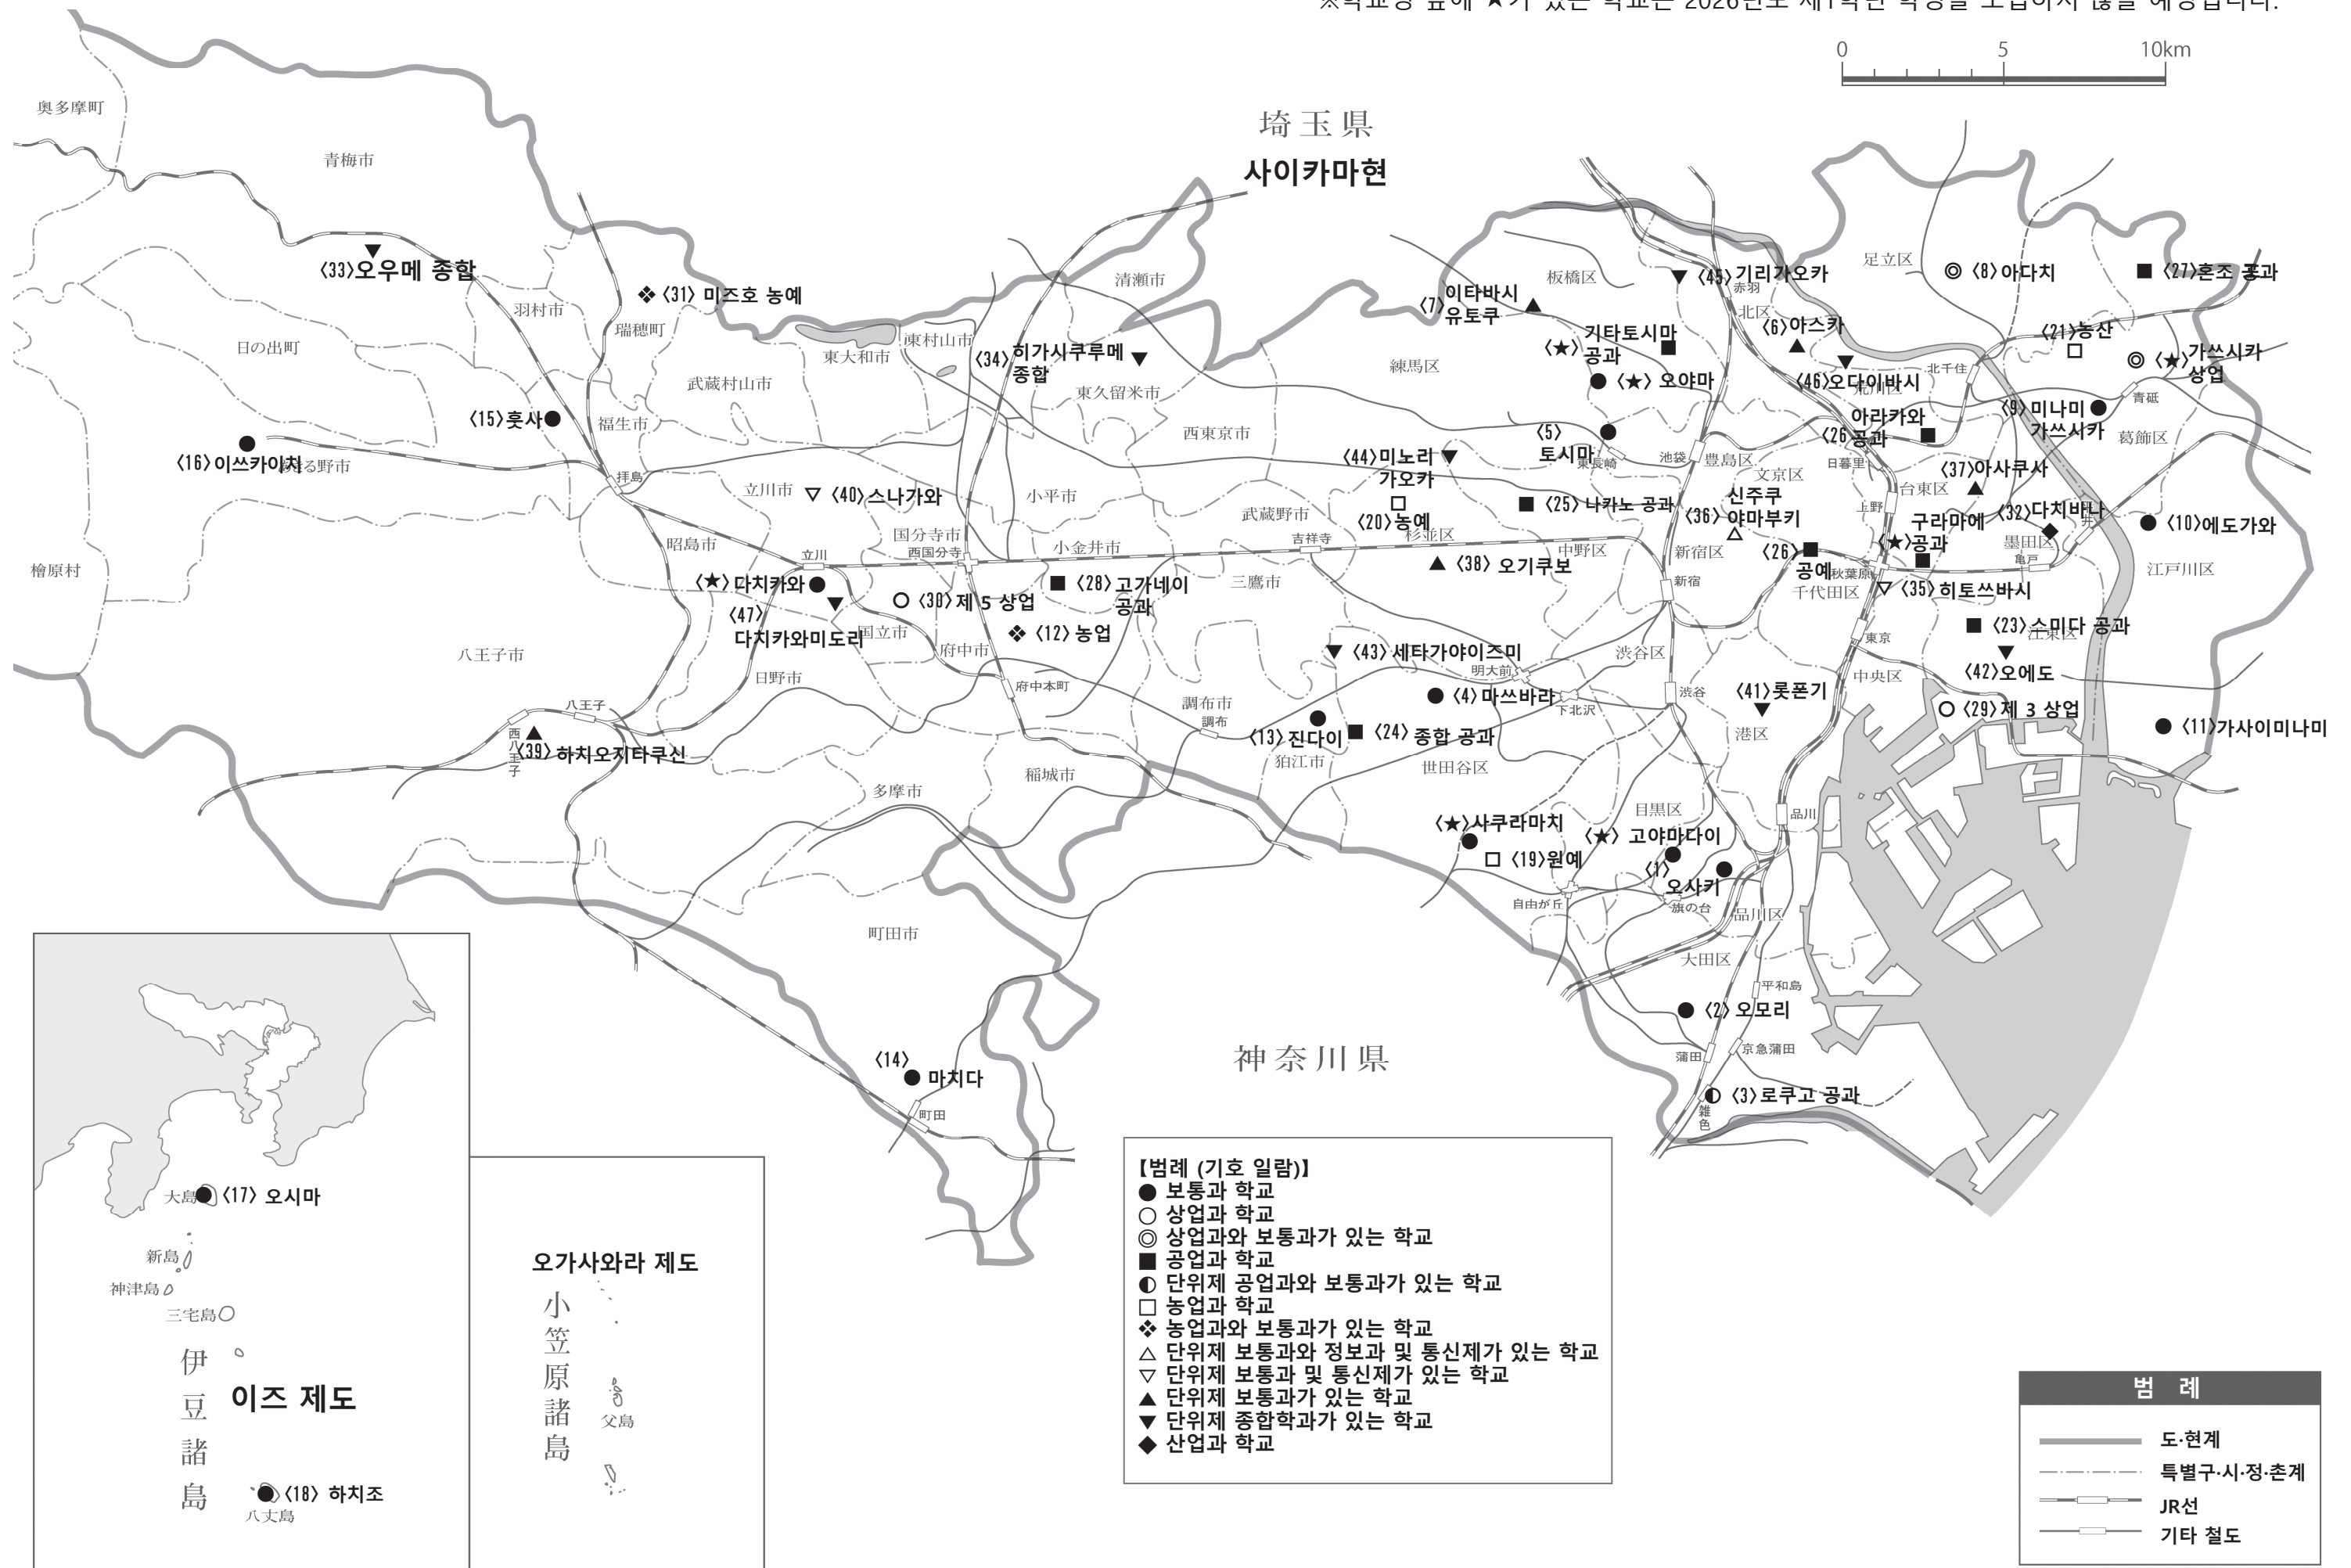 ※학교명 앞에 ★가 있는 학교는 2026년도 제1학년 학생을 모집하지 않을 예정입니다.
0 5 10km
埼玉県
사이카마현
奥多摩町
青梅市
〈33〉오우메 종합
羽村市
〈31〉 미즈호 농예
瑞穂町
日の出町
武蔵村山市
東大和市
東村山市
清瀬市
〈34〉 히가시쿠루메
종합
東久留米市
西東京市
〈15〉훗사
福生市
〈16〉이쓰카이치
る野市
拝島
立川市
〈40〉 스나가와
小平市
国分寺市
西国分寺
小金井市
武蔵野市
吉祥寺
三鷹市
昭島市
立川
檜原村
〈★〉 다치카와
〈47〉
다치카와미도리
〈30〉 제 5 상업
〈28〉 고가네이
공과
〈12〉 농업
国立市
府中市
府中本町
八王子市
日野市
八王子
西八王子
〈39〉 하치오지타쿠신
多摩市
稲城市
調布市
調布
町田市
〈14〉
마치다
町田
神奈川県
板橋区
〈45〉 기리가오카
赤羽
北区
〈7〉 이타바시
유토쿠
기타토시마
〈★〉 공과
〈★〉 오야마
〈6〉 아스카
〈46〉오다이바시
荒川区
練馬区
〈5〉
토시마
東長崎
池袋
豊島区
文京区
日暮里
아라카와
〈26 공과
足立区
〈8〉 아다치
〈27〉혼조 공과
〈21〉농산
〈★〉 가쓰시카
상업
北千住
青砥
〈9〉 미나미
가쓰시카
葛飾区
〈37〉아사쿠사
台東区
上野
〈32〉다치바나
墨田区
亀戸
〈10〉에도가와
江戸川区
구라마에
〈★〉 공과
〈44〉 미노리
가오카
〈20〉 농예
〈25〉 나카노 공과
杉並区
〈38〉 오기쿠보
中野区
신주쿠
〈36〉 야마부키
新宿区
新宿
〈26〉
공예
秋葉原
千代田区
〈35〉 히토쓰바시
東京
〈23〉스미다 공과
江東区
〈42〉오에도
中央区
〈29〉제 3 상업
〈11〉가사이미나미
〈43〉 세타가야이즈미
明大前
渋谷区
渋谷
〈4〉 마쓰바라
下北沢
〈41〉롯폰기
港区
〈13〉 진다이
〈24〉 종합 공과
狛江市
世田谷区
目黒区
品川
〈★〉사쿠라마치
〈★〉 고야마다이
〈19〉원예
〈1〉
오사키
自由が丘
旗の台
品川区
大田区
平和島
〈2〉 오모리
蒲田
京急蒲田
〈3〉로쿠고 공과
雑色
大島
〈17〉 오시마
新島
神津島
三宅島
伊豆諸島
이즈 제도
〈18〉 하치조
八丈島
오가사와라 제도
小笠原諸島
父島
【범례 (기호 일람)】
● 보통과 학교
○ 상업과 학교
◎ 상업과와 보통과가 있는 학교
■ 공업과 학교
◐ 단위제 공업과와 보통과가 있는 학교
□ 농업과 학교
❖ 농업과와 보통과가 있는 학교
△ 단위제 보통과와 정보과 및 통신제가 있는 학교
▽ 단위제 보통과 및 통신제가 있는 학교
▲ 단위제 보통과가 있는 학교
▼ 단위제 종합학과가 있는 학교
◆ 산업과 학교
범 례
도·현계
특별구·시·정·촌계
JR선
기타 철도